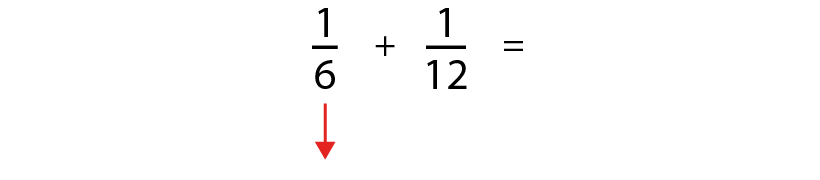 1/6 + 1/12 =